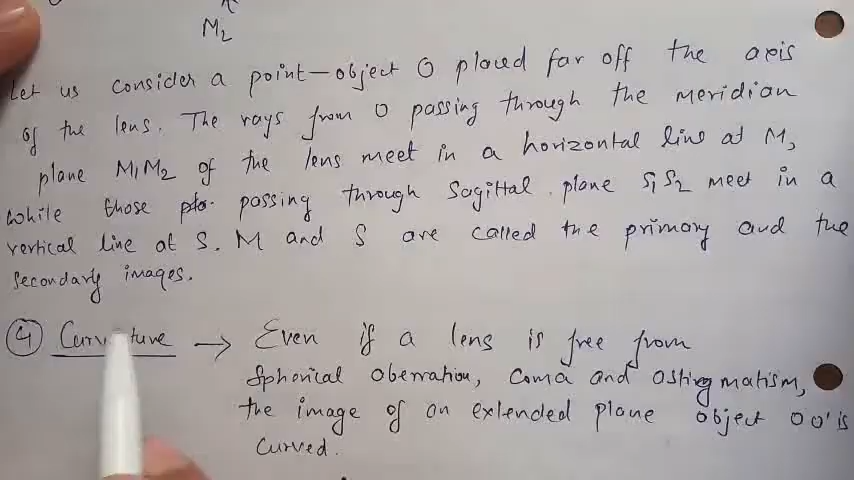 M2
Let us consider a point-object O placed far off the axis
of the lens. The rays from O passing through the meridian
plane M1M2 of the lens meet in a horizontal line at M,
while those passing through Sagittal plane S1S2 meet in a
vertical line at S. M and S are called the primary and the
secondary images.
④ Curvature → Even if a lens is free from
Spherical aberration, Coma and Astigmatism,
the image of an extended plane object OO' is
curved.